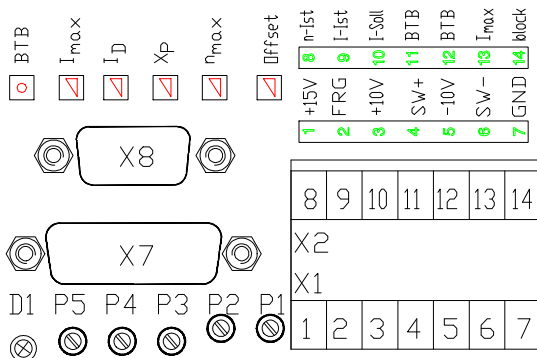 BTB Imax ID XP nmax Offset
n-Ist I-Ist I-Soll BTB BTB Imax block
8 9 10 11 12 13 14
+15V FRG +10V SW+ -10V SW- GND
1 2 3 4 5 6 7
X8
8 9 10 11 12 13 14
X7
X2
X1
D1 P5 P4 P3 P2 P1
1 2 3 4 5 6 7